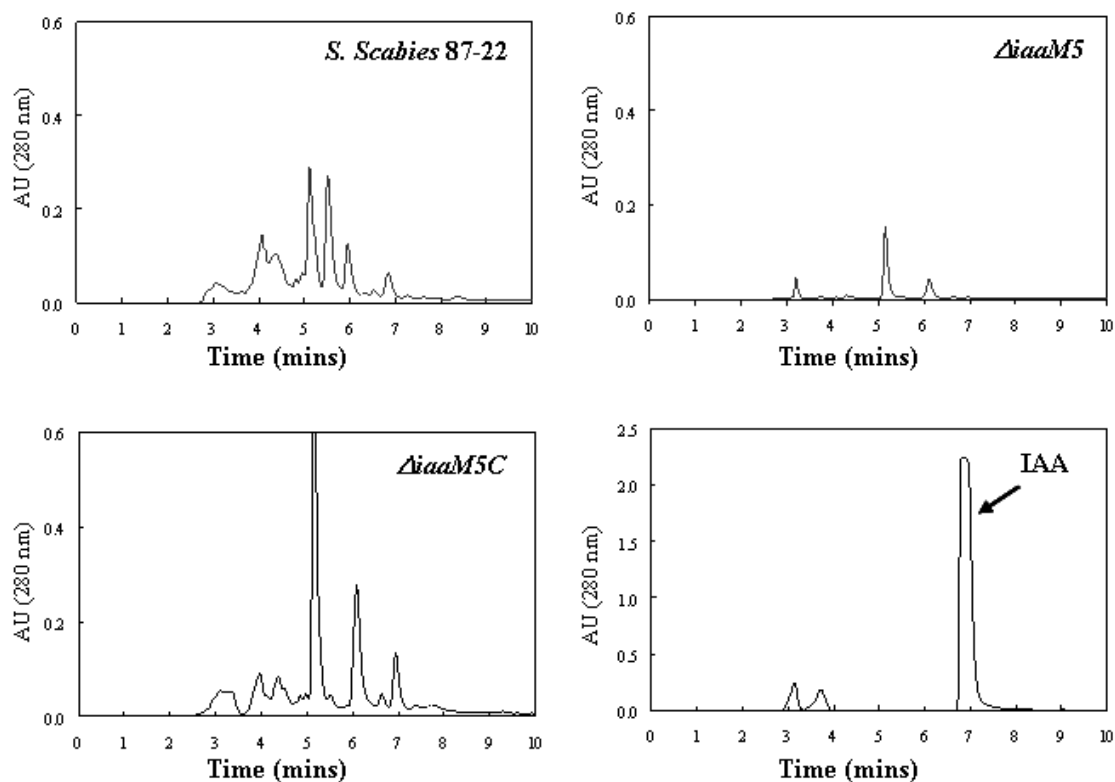 S. Scabies 87-22
AU (280 nm)
0.6
0.4
0.2
0.0
0 1 2 3 4 5 6 7 8 9 10
Time (mins)
ΔiaaM5
AU (280 nm)
0.6
0.4
0.2
0.0
0 1 2 3 4 5 6 7 8 9 10
Time (mins)
ΔiaaM5C
AU (280 nm)
0.6
0.4
0.2
0.0
0 1 2 3 4 5 6 7 8 9 10
Time (mins)
IAA
AU (280 nm)
2.5
2.0
1.5
1.0
0.5
0.0
0 1 2 3 4 5 6 7 8 9 10
Time (mins)